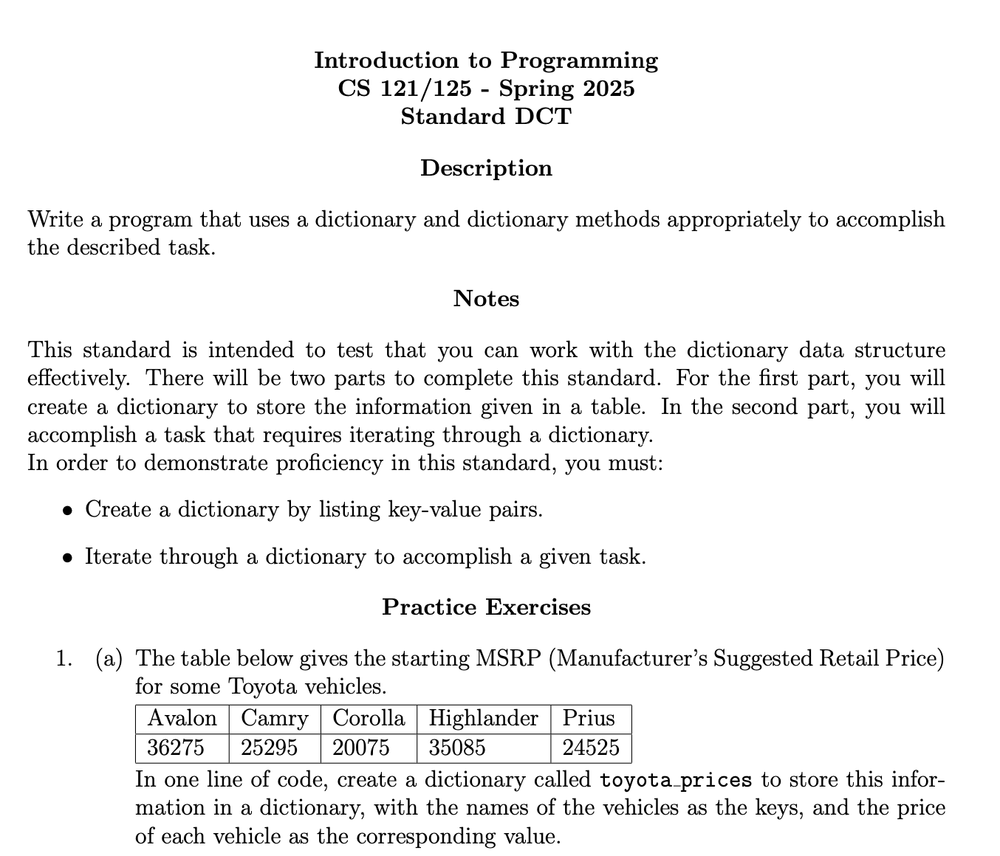 Introduction to Programming
CS 121/125 - Spring 2025
Standard DCT
Description
Write a program that uses a dictionary and dictionary methods appropriately to accomplish
the described task.
Notes
This standard is intended to test that you can work with the dictionary data structure
effectively. There will be two parts to complete this standard. For the first part, you will
create a dictionary to store the information given in a table. In the second part, you will
accomplish a task that requires iterating through a dictionary.
In order to demonstrate proficiency in this standard, you must:
• Create a dictionary by listing key-value pairs.
• Iterate through a dictionary to accomplish a given task.
Practice Exercises
1. (a) The table below gives the starting MSRP (Manufacturer's Suggested Retail Price)
for some Toyota vehicles.
Avalon Camry Corolla Highlander Prius
36275 25295 20075 35085 24525
In one line of code, create a dictionary called toyota_prices to store this infor-
mation in a dictionary, with the names of the vehicles as the keys, and the price
of each vehicle as the corresponding value.